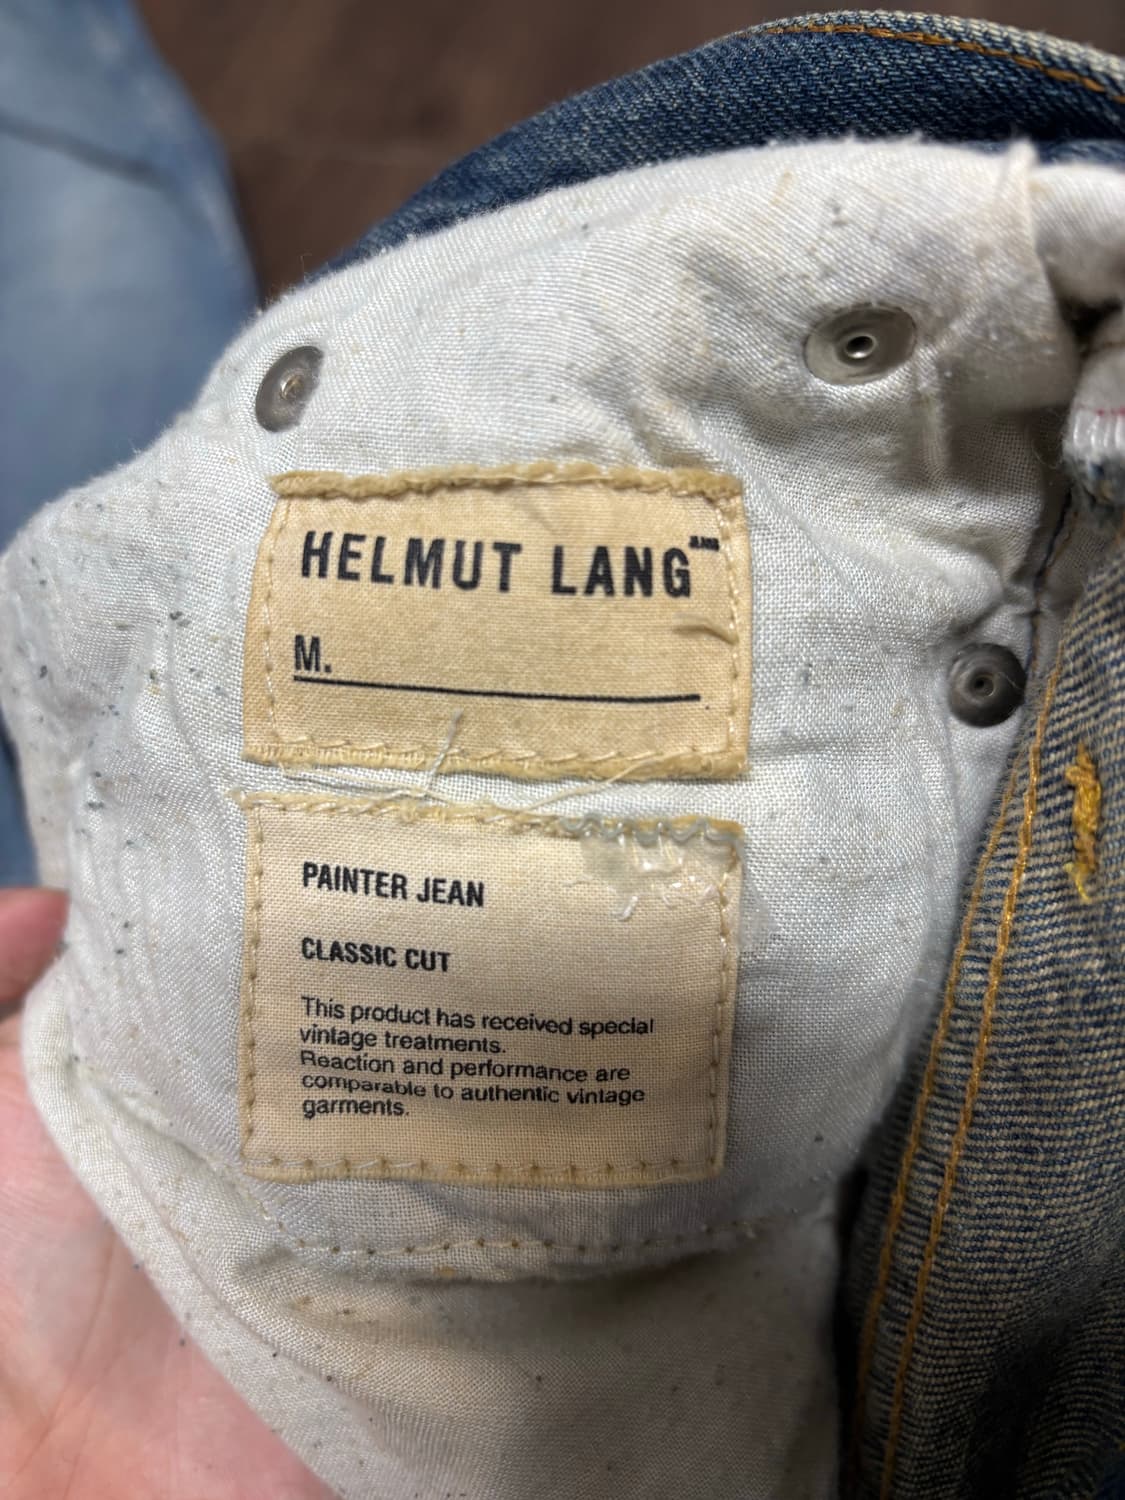 HELMUT LANG JEANS
M.
PAINTER JEAN
CLASSIC CUT
This product has received special
vintage treatments.
Reaction and performance are
comparable to authentic vintage
garments.